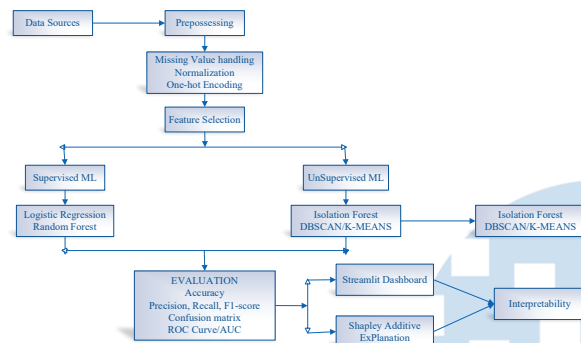 Data Sources
Prepossessing
Missing Value handling
Normalization
One-hot Encoding
Feature Selection
Supervised ML
UnSupervised ML
Logistic Regression
Random Forest
Isolation Forest
DBSCAN/K-MEANS
Isolation Forest
DBSCAN/K-MEANS
EVALUATION
Accuracy
Precision, Recall, F1-score
Confusion matrix
ROC Curve/AUC
Streamlit Dashboard
Shapley Additive
ExPlanation
Interpretability